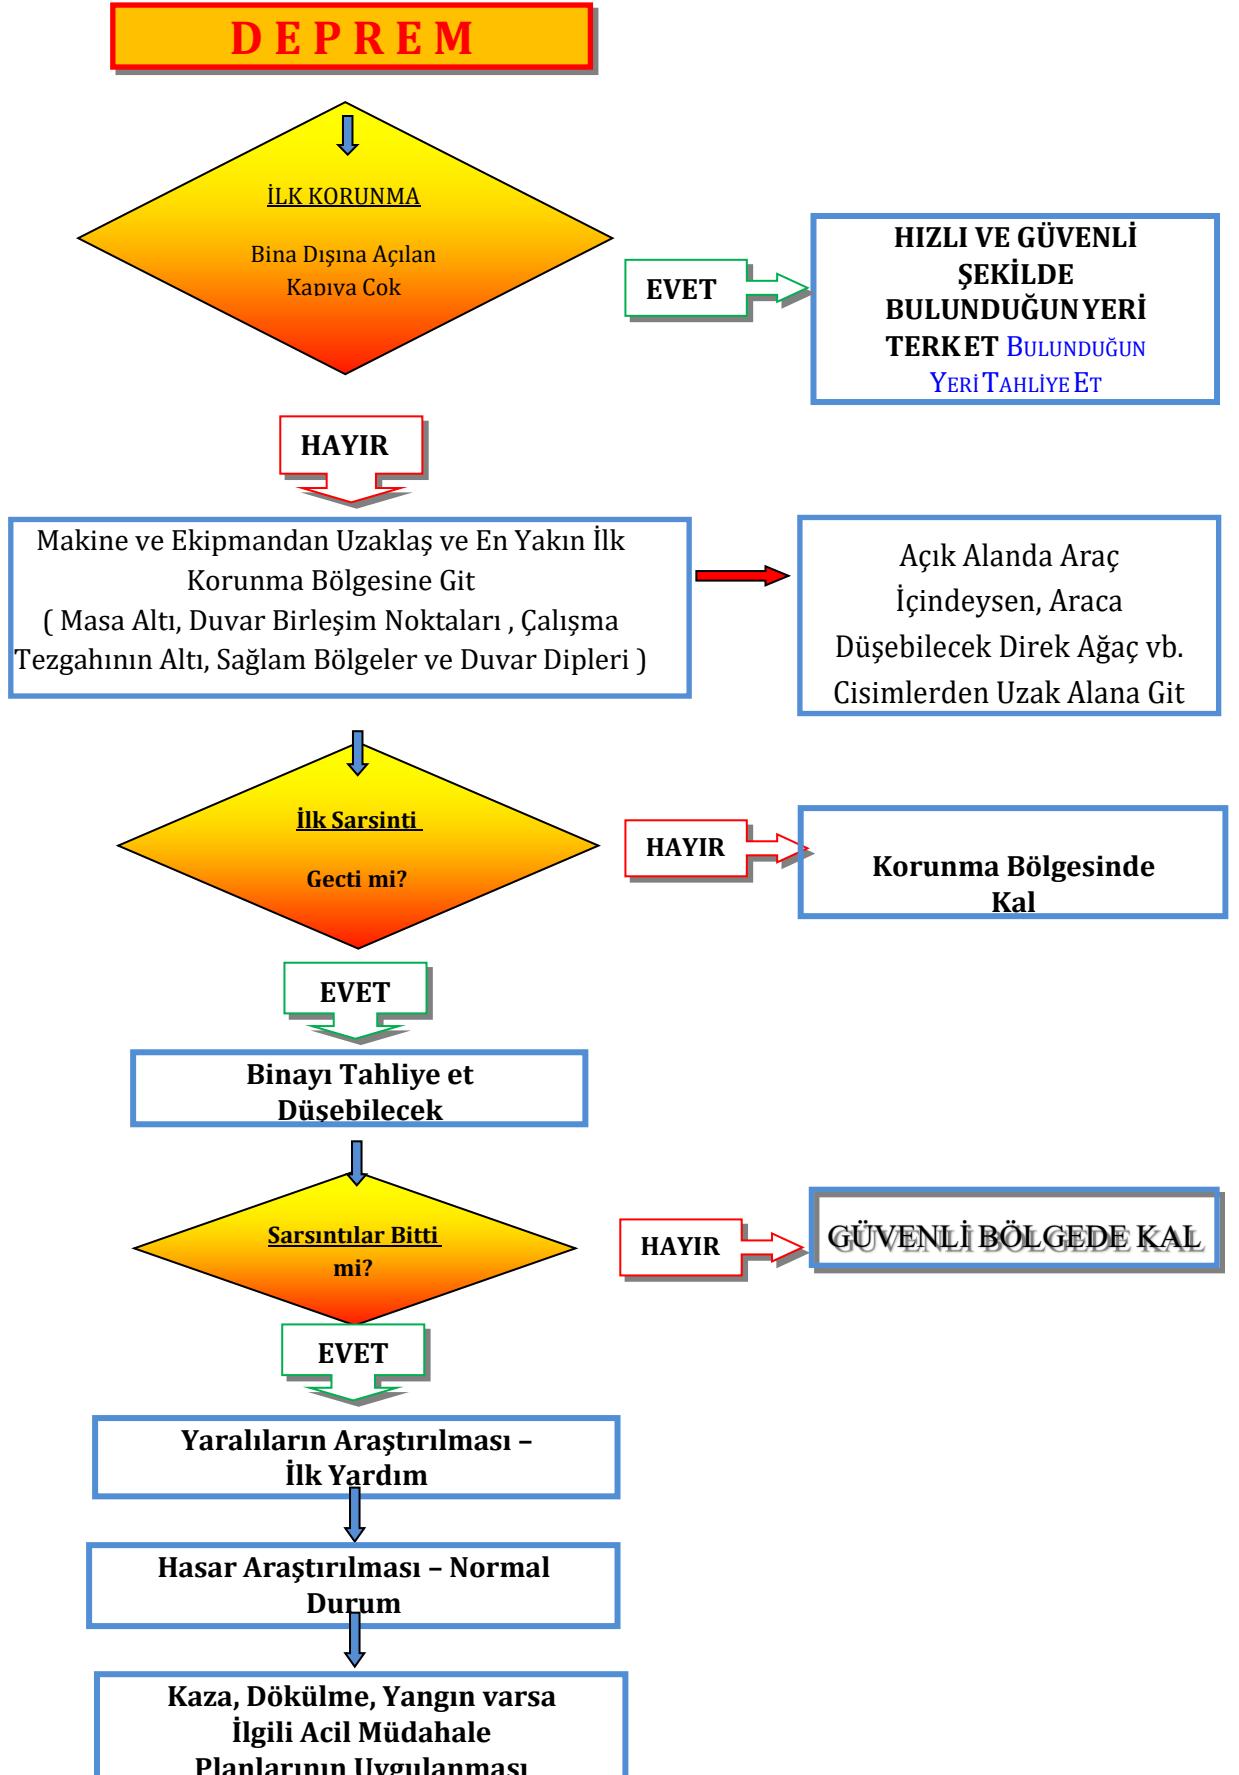 D E P R E M
İLK KORUNMA
Bina Dışına Açılan
Kapıya Çok
EVET
HIZLI VE GÜVENLİ
ŞEKİLDE
BULUNDUĞUN YERİ
TERK ET BULUNDUĞUN
YERİ TAHLİYE ET
HAYIR
Makine ve Ekipmandan Uzaklaş ve En Yakın İlk
Korunma Bölgesine Git
( Masa Altı, Duvar Birleşim Noktaları , Çalışma
Tezgahının Altı, Sağlam Bölgeler ve Duvar Dipleri )
Açık Alanda Araç
İçindeysen, Araca
Düşebilecek Direk Ağaç vb.
Cisimlerden Uzak Alana Git
İlk Sarsinti
Gecti mi?
HAYIR
Korunma Bölgesinde
Kal
EVET
Binayı Tahliye et
Düşebilecek
Sarsıntılar Bitti
mi?
HAYIR
GÜVENLİ BÖLGEDE KAL
EVET
Yaralıların Araştırılması –
İlk Yardım
Hasar Araştırılması – Normal
Durum
Kaza, Dökülme, Yangın varsa
İlgili Acil Müdahale
Planlarının Uygulanması